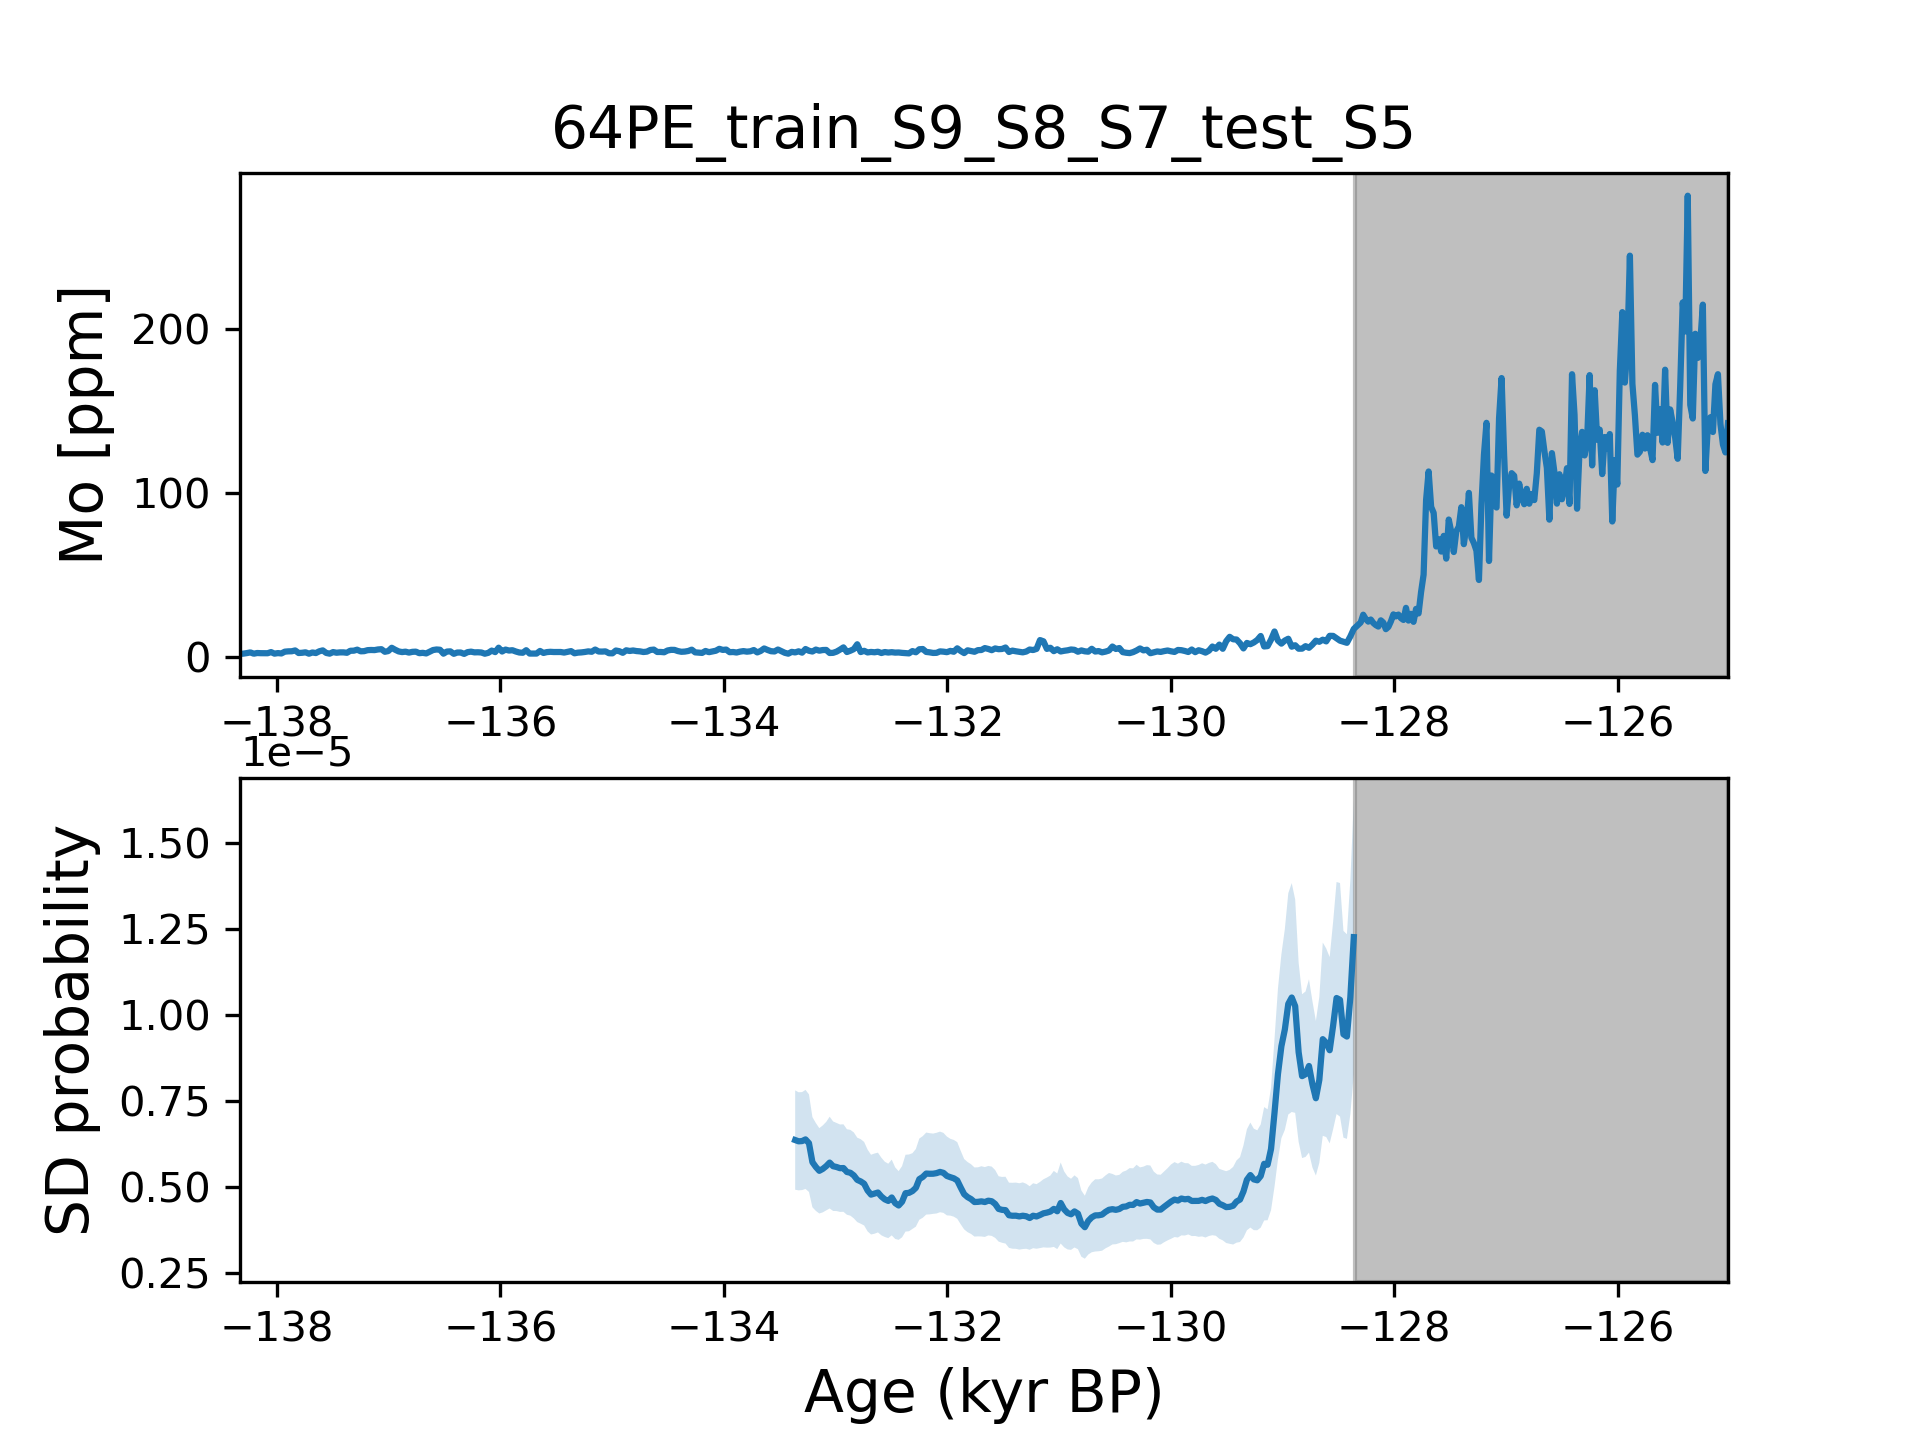 64PE_train_S9_S8_S7_test_S5
Mo [ppm]
200
100
0
−138 −136 −134 −132 −130 −128 −126
1e−5
SD probability
1.50
1.25
1.00
0.75
0.50
0.25
−138 −136 −134 −132 −130 −128 −126
Age (kyr BP)